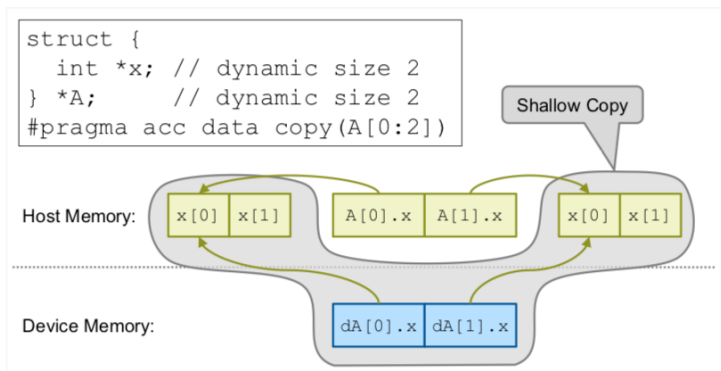 struct {
  int *x; // dynamic size 2
} *A;     // dynamic size 2
#pragma acc data copy(A[0:2])
Shallow Copy
Host Memory: x[0] x[1] A[0].x A[1].x x[0] x[1]
Device Memory: dA[0].x dA[1].x